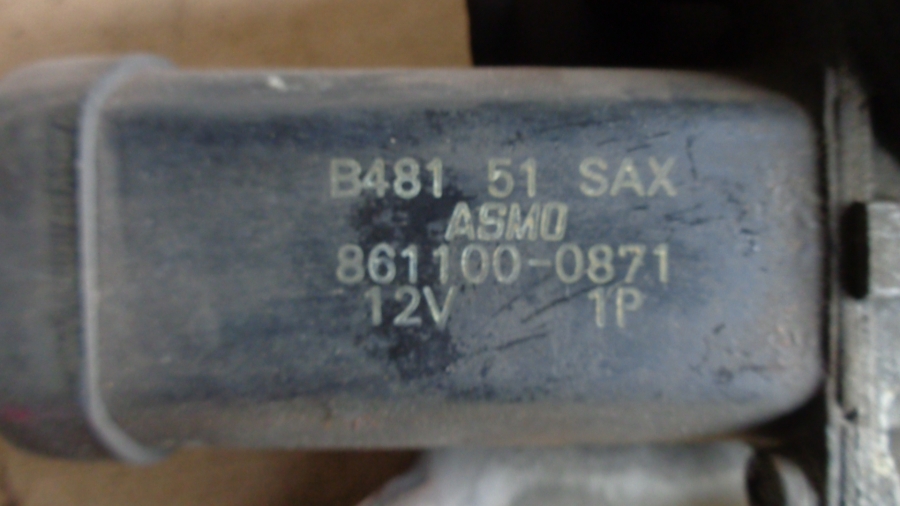 B481 51 SAX
ASMO
861100-0871
12V 1P